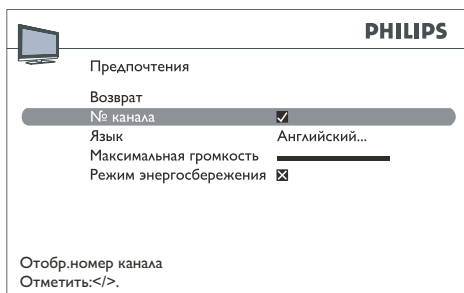 PHILIPS
Предпочтения
Возврат
№ канала
Язык Английский...
Максимальная громкость
Режим энергосбережения
Отобр.номер канала
Отметить:</>.